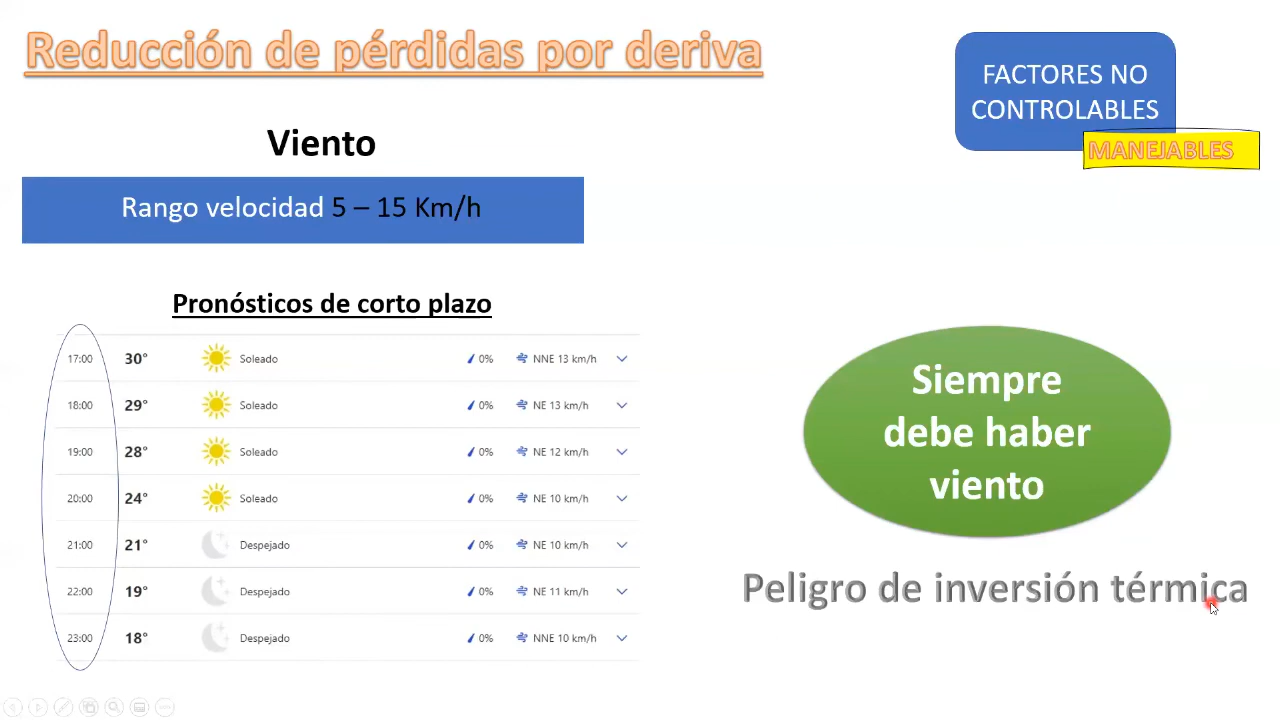 Reducción de pérdidas por deriva
FACTORES NO
CONTROLABLES
MANEJABLES
Viento
Rango velocidad 5 – 15 Km/h
Pronósticos de corto plazo
17:00 30° Soleado 0% NNE 13 km/h
18:00 29° Soleado 0% NE 13 km/h
19:00 28° Soleado 0% NE 12 km/h
20:00 24° Soleado 0% NE 10 km/h
21:00 21° Despejado 0% NE 10 km/h
22:00 19° Despejado 0% NE 11 km/h
23:00 18° Despejado 0% NNE 10 km/h
Siempre
debe haber
viento
Peligro de inversión térmica